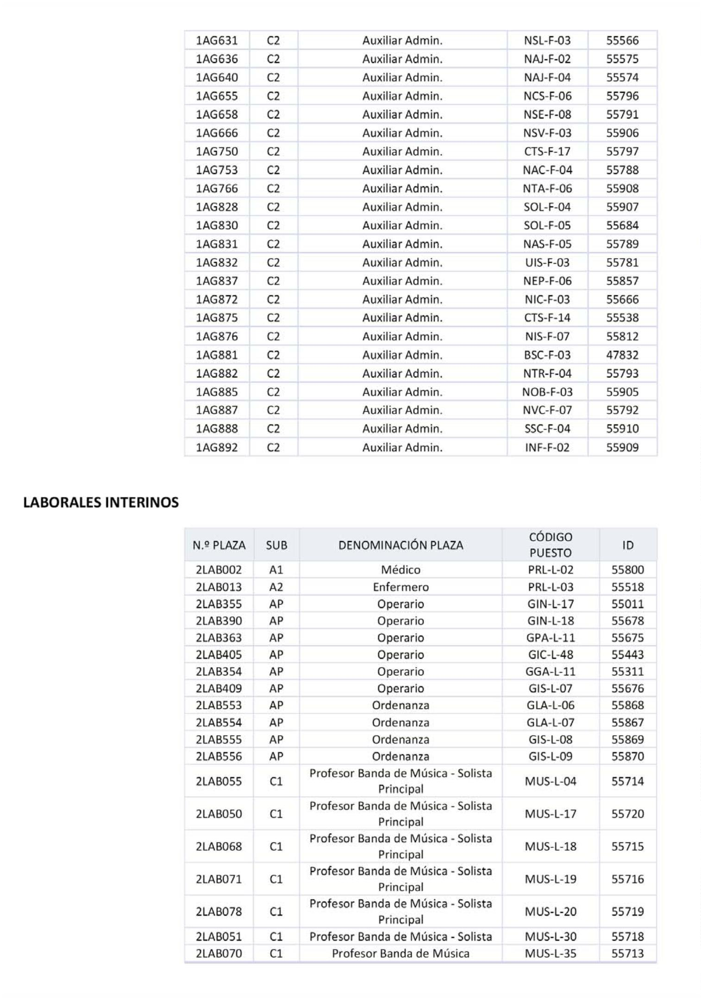 1AG631 C2 Auxiliar Admin. NSL-F-03 55566
1AG636 C2 Auxiliar Admin. NAJ-F-02 55575
1AG640 C2 Auxiliar Admin. NAJ-F-04 55574
1AG655 C2 Auxiliar Admin. NCS-F-06 55796
1AG658 C2 Auxiliar Admin. NSE-F-08 55791
1AG666 C2 Auxiliar Admin. NSV-F-03 55906
1AG750 C2 Auxiliar Admin. CTS-F-17 55797
1AG753 C2 Auxiliar Admin. NAC-F-04 55788
1AG766 C2 Auxiliar Admin. NTA-F-06 55908
1AG828 C2 Auxiliar Admin. SOL-F-04 55907
1AG830 C2 Auxiliar Admin. SOL-F-05 55684
1AG831 C2 Auxiliar Admin. NAS-F-05 55789
1AG832 C2 Auxiliar Admin. UIS-F-03 55781
1AG837 C2 Auxiliar Admin. NEP-F-06 55857
1AG872 C2 Auxiliar Admin. NIC-F-03 55666
1AG875 C2 Auxiliar Admin. CTS-F-14 55538
1AG876 C2 Auxiliar Admin. NIS-F-07 55812
1AG881 C2 Auxiliar Admin. BSC-F-03 47832
1AG882 C2 Auxiliar Admin. NTR-F-04 55793
1AG885 C2 Auxiliar Admin. NOB-F-03 55905
1AG887 C2 Auxiliar Admin. NVC-F-07 55792
1AG888 C2 Auxiliar Admin. SSC-F-04 55910
1AG892 C2 Auxiliar Admin. INF-F-02 55909
LABORALES INTERINOS
N.º PLAZA SUB DENOMINACIÓN PLAZA CÓDIGO PUESTO ID
2LAB002 A1 Médico PRL-L-02 55800
2LAB013 A2 Enfermero PRL-L-03 55518
2LAB355 AP Operario GIN-L-17 55011
2LAB390 AP Operario GIN-L-18 55678
2LAB363 AP Operario GPA-L-11 55675
2LAB405 AP Operario GIC-L-48 55443
2LAB354 AP Operario GGA-L-11 55311
2LAB409 AP Operario GIS-L-07 55676
2LAB553 AP Ordenanza GLA-L-06 55868
2LAB554 AP Ordenanza GLA-L-07 55867
2LAB555 AP Ordenanza GIS-L-08 55869
2LAB556 AP Ordenanza GIS-L-09 55870
2LAB055 C1 Profesor Banda de Música - Solista Principal MUS-L-04 55714
2LAB050 C1 Profesor Banda de Música - Solista Principal MUS-L-17 55720
2LAB068 C1 Profesor Banda de Música - Solista Principal MUS-L-18 55715
2LAB071 C1 Profesor Banda de Música - Solista Principal MUS-L-19 55716
2LAB078 C1 Profesor Banda de Música - Solista Principal MUS-L-20 55719
2LAB051 C1 Profesor Banda de Música - Solista MUS-L-30 55718
2LAB070 C1 Profesor Banda de Música MUS-L-35 55713